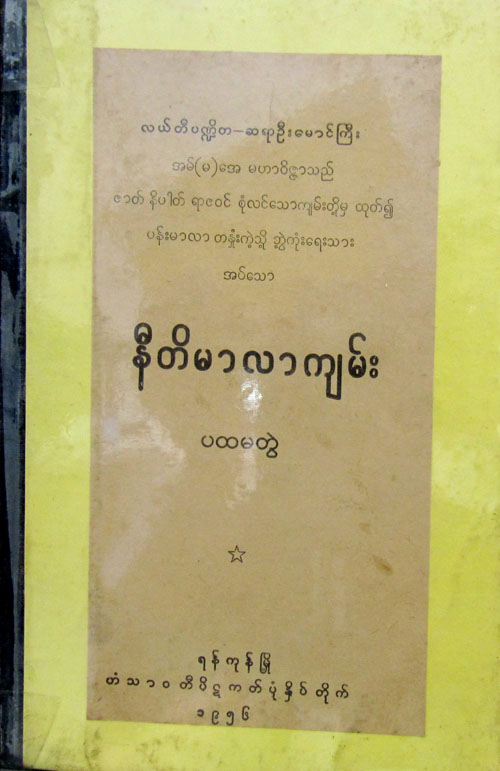 လယ်တီပဏ္ဍိတ–ဆရာဦးမောင်ကြီး
အမ်(မ)အေ မဟာဝိဇ္ဇာသည်
ဇာတ် နိပါတ် ရာဇဝင် စုံလင်သောကျမ်းတို့မှ ထုတ်၍
ပန်းမာလာ တန်ံးကဲ့သို့ ဘွဲ့ကုံးရေးသား
အပ်သော
နီတိမာလာကျမ်း
ပထမတွဲ
ရန်ကုန်မြို့
ဟံသာဝတီပိဋကတ်ပုံနှိပ်တိုက်
၁၉၅၆